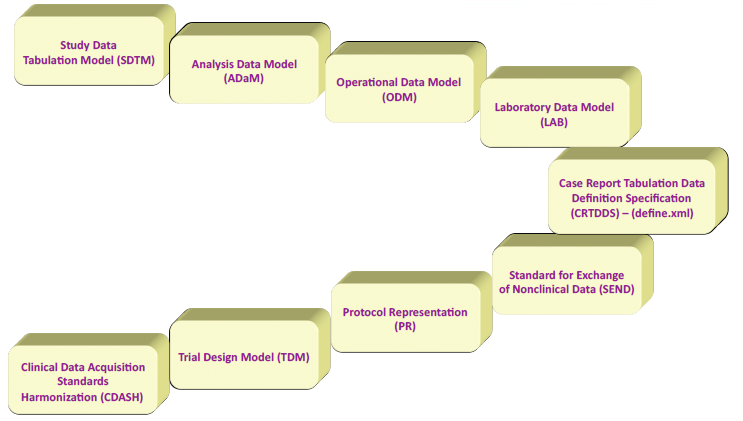 Study Data
Tabulation Model (SDTM)
Analysis Data Model
(ADaM)
Operational Data Model
(ODM)
Laboratory Data Model
(LAB)
Case Report Tabulation Data
Definition Specification
(CRTDDS) – (define.xml)
Standard for Exchange
of Nonclinical Data (SEND)
Protocol Representation
(PR)
Trial Design Model (TDM)
Clinical Data Acquisition
Standards
Harmonization (CDASH)